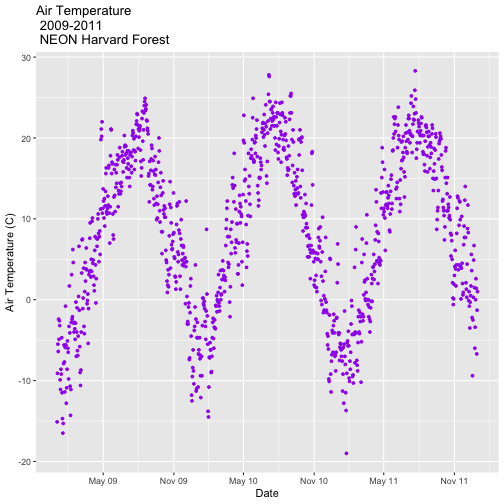 Air Temperature
2009-2011
NEON Harvard Forest
30
20
10
0
-10
-20
Air Temperature (C)
May 09
Nov 09
May 10
Nov 10
May 11
Nov 11
Date